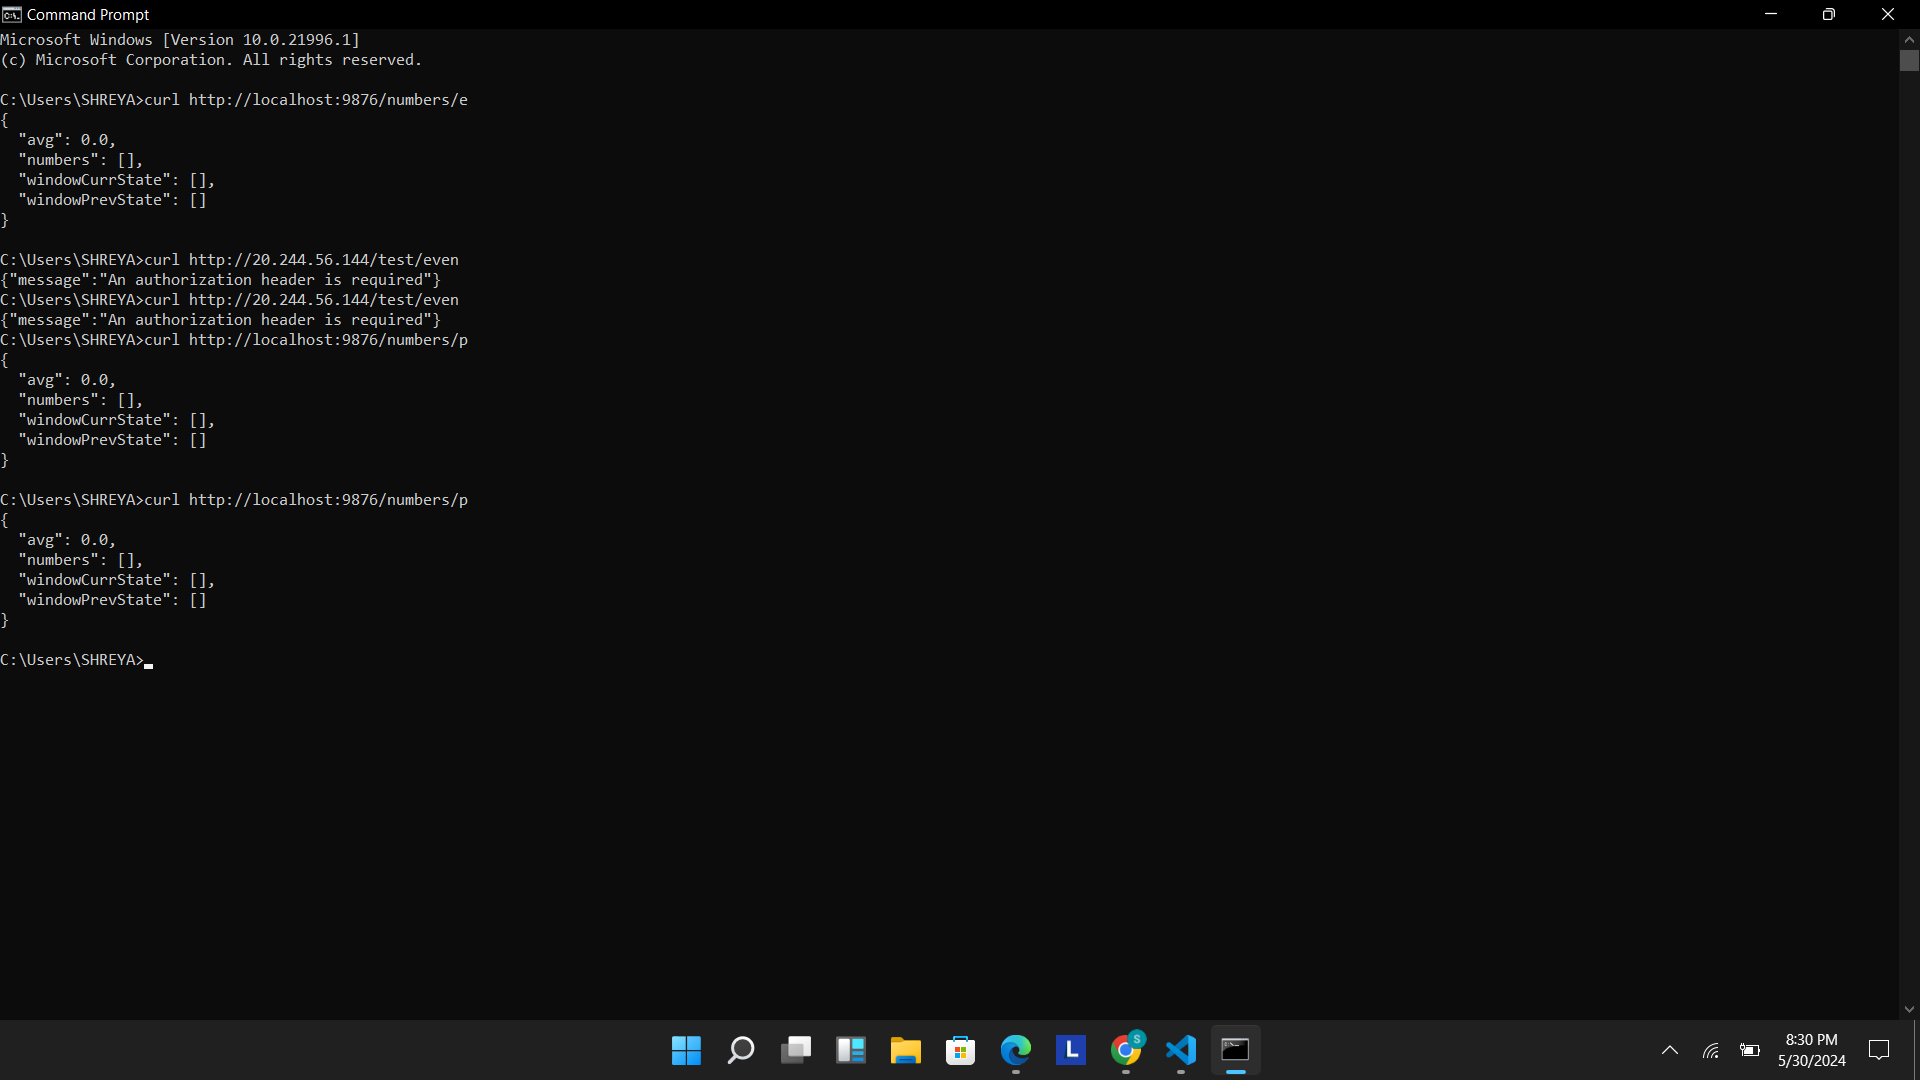 Command Prompt
Microsoft Windows [Version 10.0.21996.1]
(c) Microsoft Corporation. All rights reserved.
C:\Users\SHREYA>curl http://localhost:9876/numbers/e
{
  "avg": 0.0,
  "numbers": [],
  "windowCurrState": [],
  "windowPrevState": []
}
C:\Users\SHREYA>curl http://20.244.56.144/test/even
{"message":"An authorization header is required"}
C:\Users\SHREYA>curl http://20.244.56.144/test/even
{"message":"An authorization header is required"}
C:\Users\SHREYA>curl http://localhost:9876/numbers/p
{
  "avg": 0.0,
  "numbers": [],
  "windowCurrState": [],
  "windowPrevState": []
}
C:\Users\SHREYA>curl http://localhost:9876/numbers/p
{
  "avg": 0.0,
  "numbers": [],
  "windowCurrState": [],
  "windowPrevState": []
}
C:\Users\SHREYA>
L
S
8:30 PM
5/30/2024